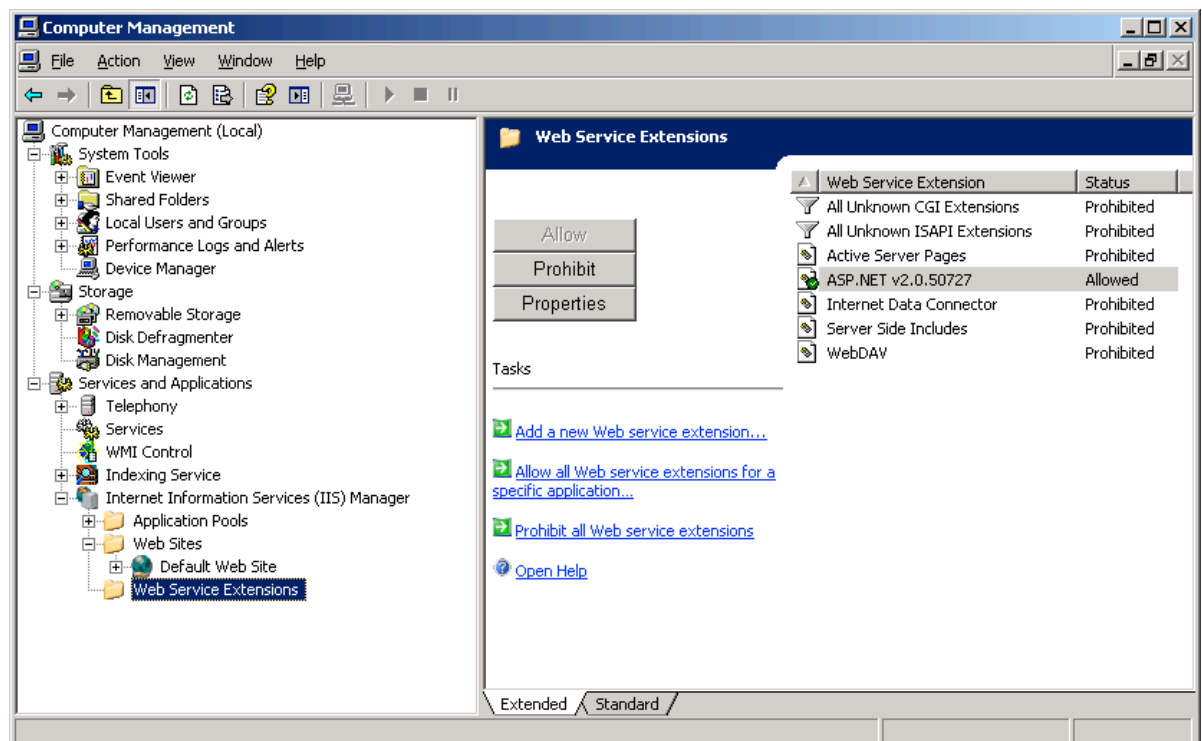 Computer Management
File Action View Window Help
Computer Management (Local)
System Tools
Event Viewer
Shared Folders
Local Users and Groups
Performance Logs and Alerts
Device Manager
Storage
Removable Storage
Disk Defragmenter
Disk Management
Services and Applications
Telephony
Services
WMI Control
Indexing Service
Internet Information Services (IIS) Manager
Application Pools
Web Sites
Default Web Site
Web Service Extensions
Web Service Extensions
Allow
Prohibit
Properties
Tasks
Add a new Web service extension...
Allow all Web service extensions for a
specific application...
Prohibit all Web service extensions
Open Help
Web Service Extension Status
All Unknown CGI Extensions Prohibited
All Unknown ISAPI Extensions Prohibited
Active Server Pages Prohibited
ASP.NET v2.0.50727 Allowed
Internet Data Connector Prohibited
Server Side Includes Prohibited
WebDAV Prohibited
Extended Standard